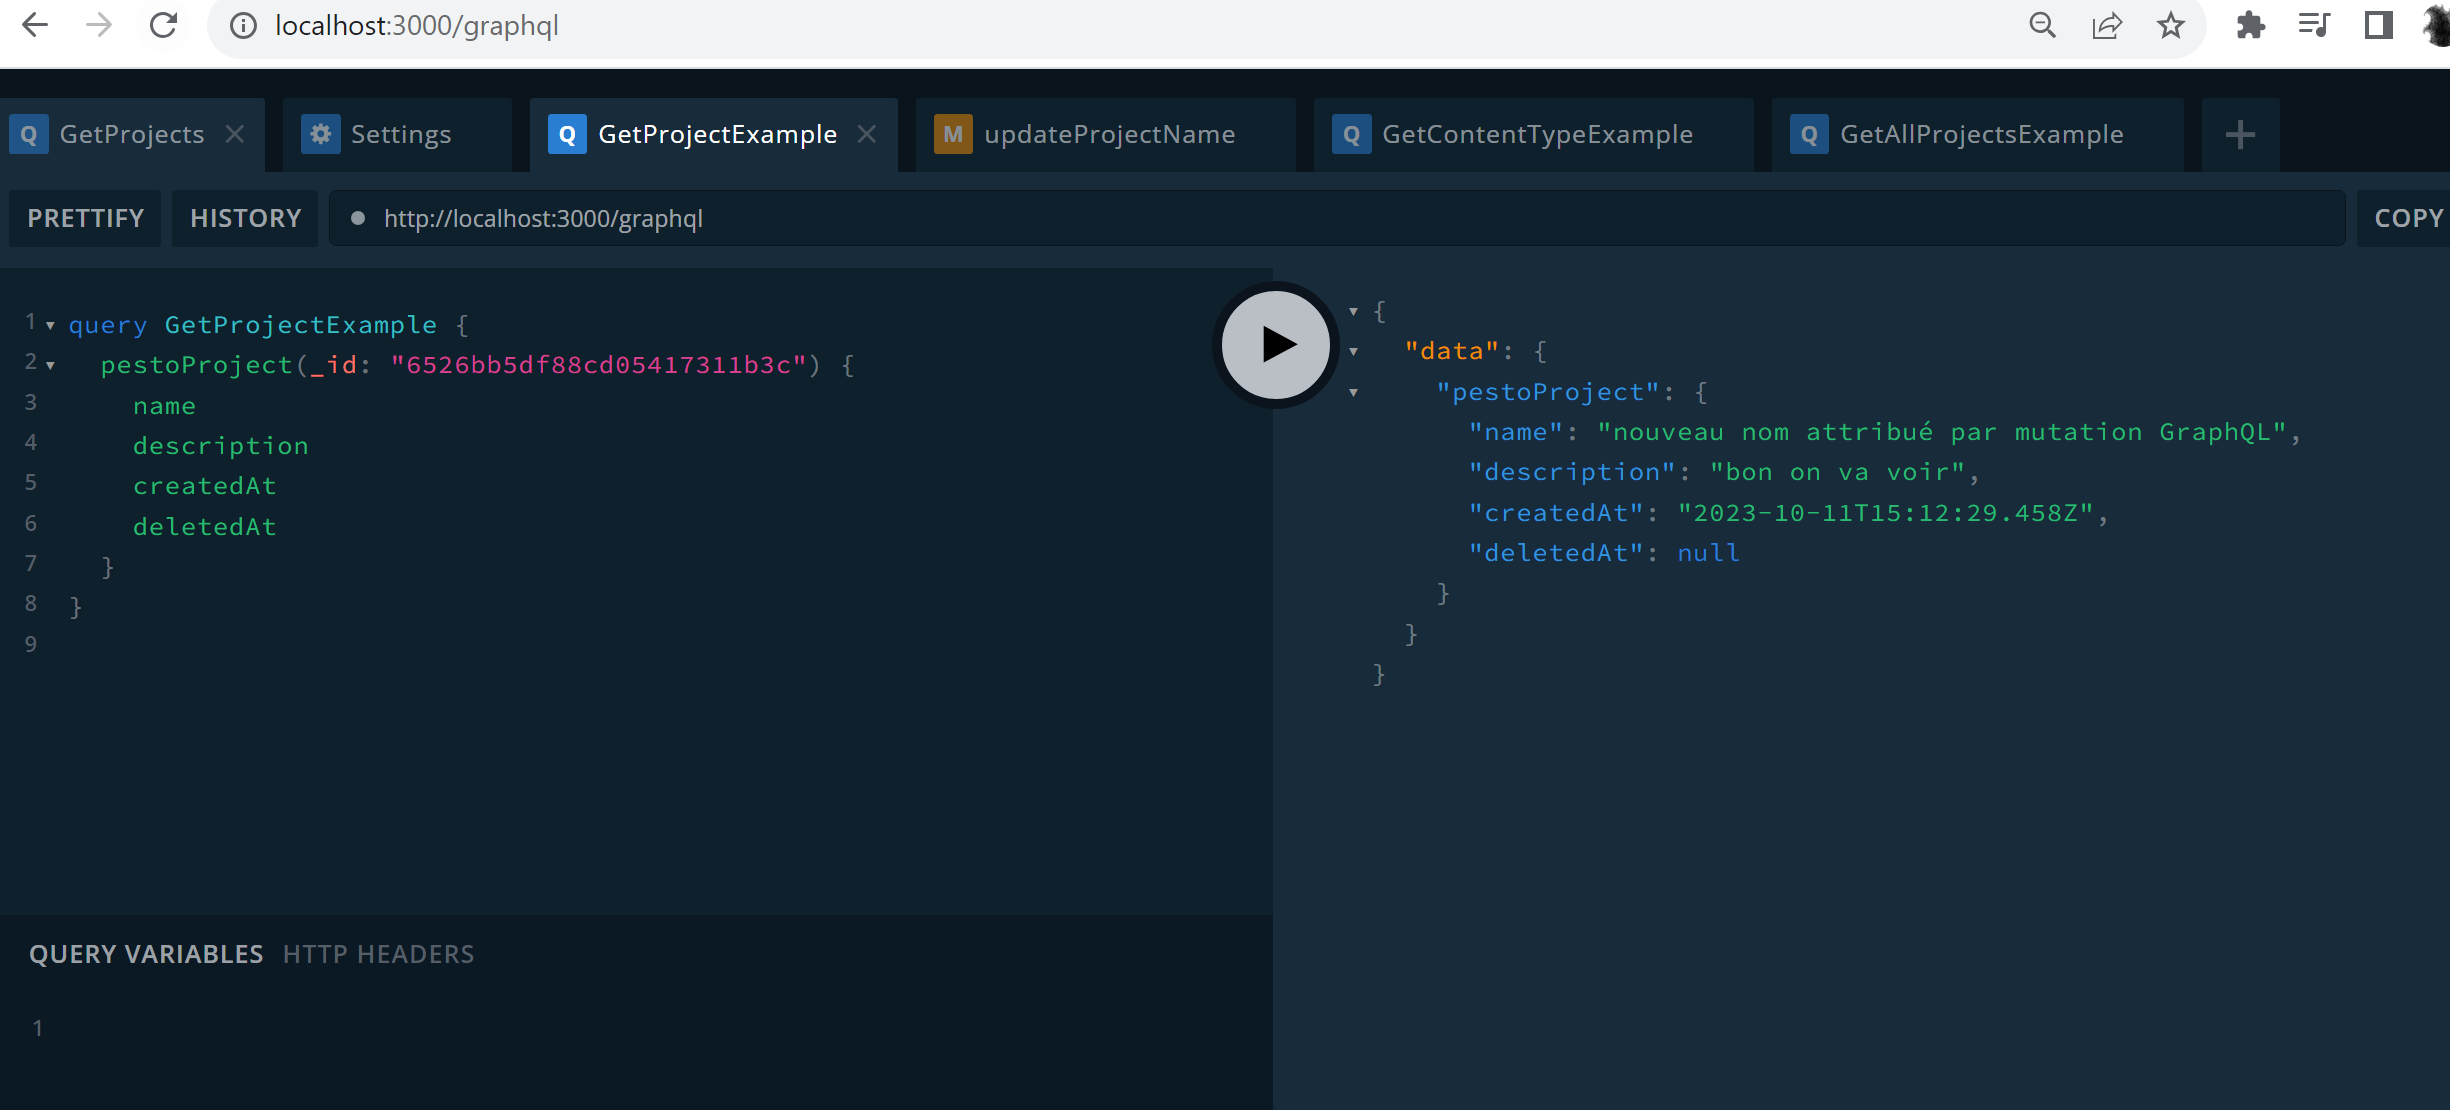 localhost:3000/graphql
Q GetProjects
Settings
Q GetProjectExample
M updateProjectName
Q GetContentTypeExample
Q GetAllProjectsExample
PRETTIFY
HISTORY
http://localhost:3000/graphql
COPY
1 query GetProjectExample {
2 pestoProject(_id: "6526bb5df88cd05417311b3c") {
3 name
4 description
5 createdAt
6 deletedAt
7 }
8 }
9
{
"data": {
"pestoProject": {
"name": "nouveau nom attribué par mutation GraphQL",
"description": "bon on va voir",
"createdAt": "2023-10-11T15:12:29.458Z",
"deletedAt": null
}
}
}
QUERY VARIABLES HTTP HEADERS
1